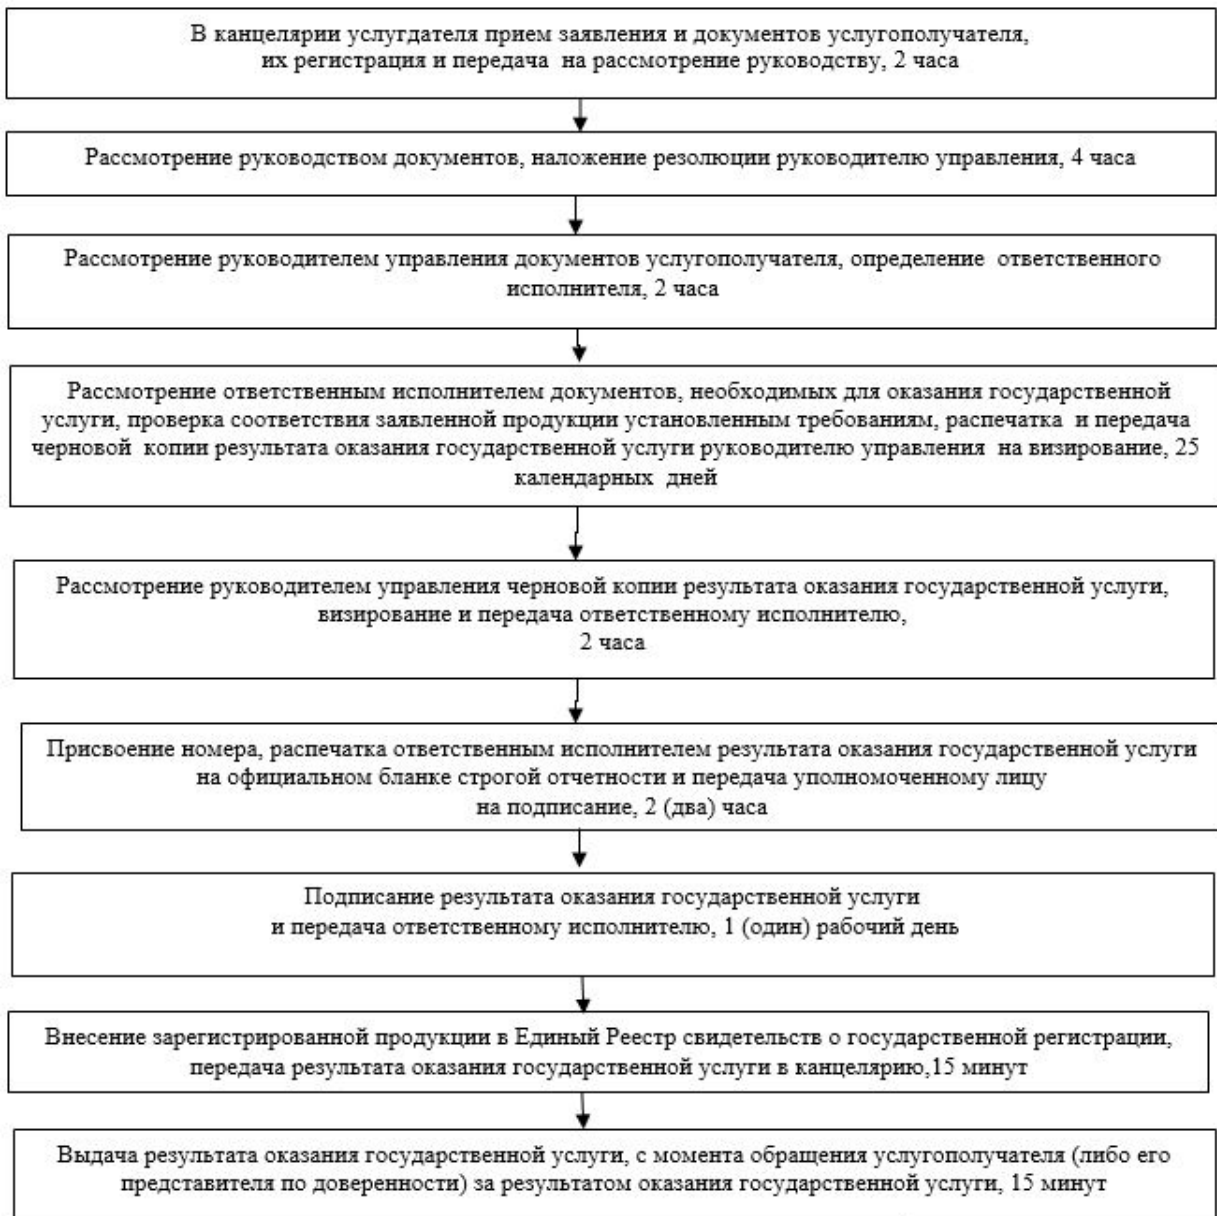 В канцелярии услугдателя прием заявления и документов услугополучателя,
их регистрация и передача на рассмотрение руководству, 2 часа
Рассмотрение руководством документов, наложение резолюции руководителю управления, 4 часа
Рассмотрение руководителем управления документов услугополучателя, определение ответственного
исполнителя, 2 часа
Рассмотрение ответственным исполнителем документов, необходимых для оказания государственной
услуги, проверка соответствия заявленной продукции установленным требованиям, распечатка и передача
черновой копии результата оказания государственной услуги руководителю управления на визирование, 25
календарных дней
Рассмотрение руководителем управления черновой копии результата оказания государственной услуги,
визирование и передача ответственному исполнителю,
2 часа
Присвоение номера, распечатка ответственным исполнителем результата оказания государственной услуги
на официальном бланке строгой отчетности и передача уполномоченному лицу
на подписание, 2 (два) часа
Подписание результата оказания государственной услуги
и передача ответственному исполнителю, 1 (один) рабочий день
Внесение зарегистрированной продукции в Единый Реестр свидетельств о государственной регистрации,
передача результата оказания государственной услуги в канцелярию,15 минут
Выдача результата оказания государственной услуги, с момента обращения услугополучателя (либо его
представителя по доверенности) за результатом оказания государственной услуги, 15 минут